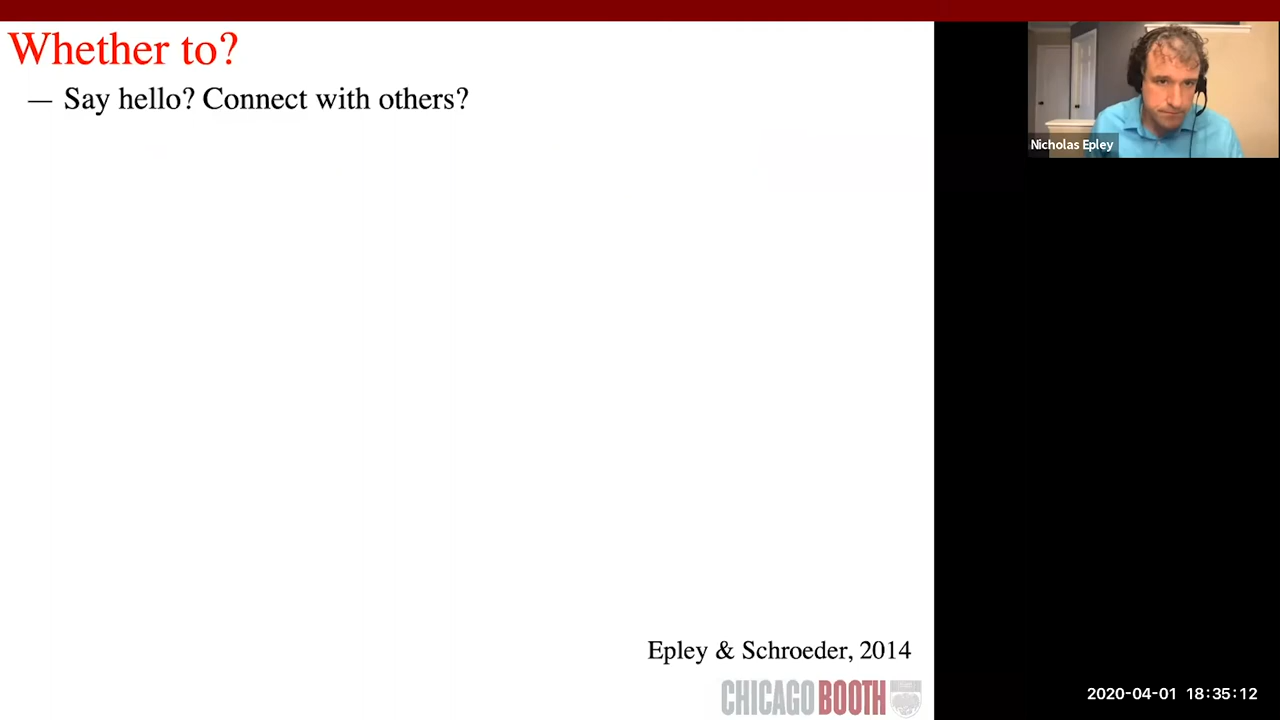 Whether to?
— Say hello? Connect with others?
Nicholas Epley
Epley & Schroeder, 2014
CHICAGO BOOTH
2020-04-01 18:35:12